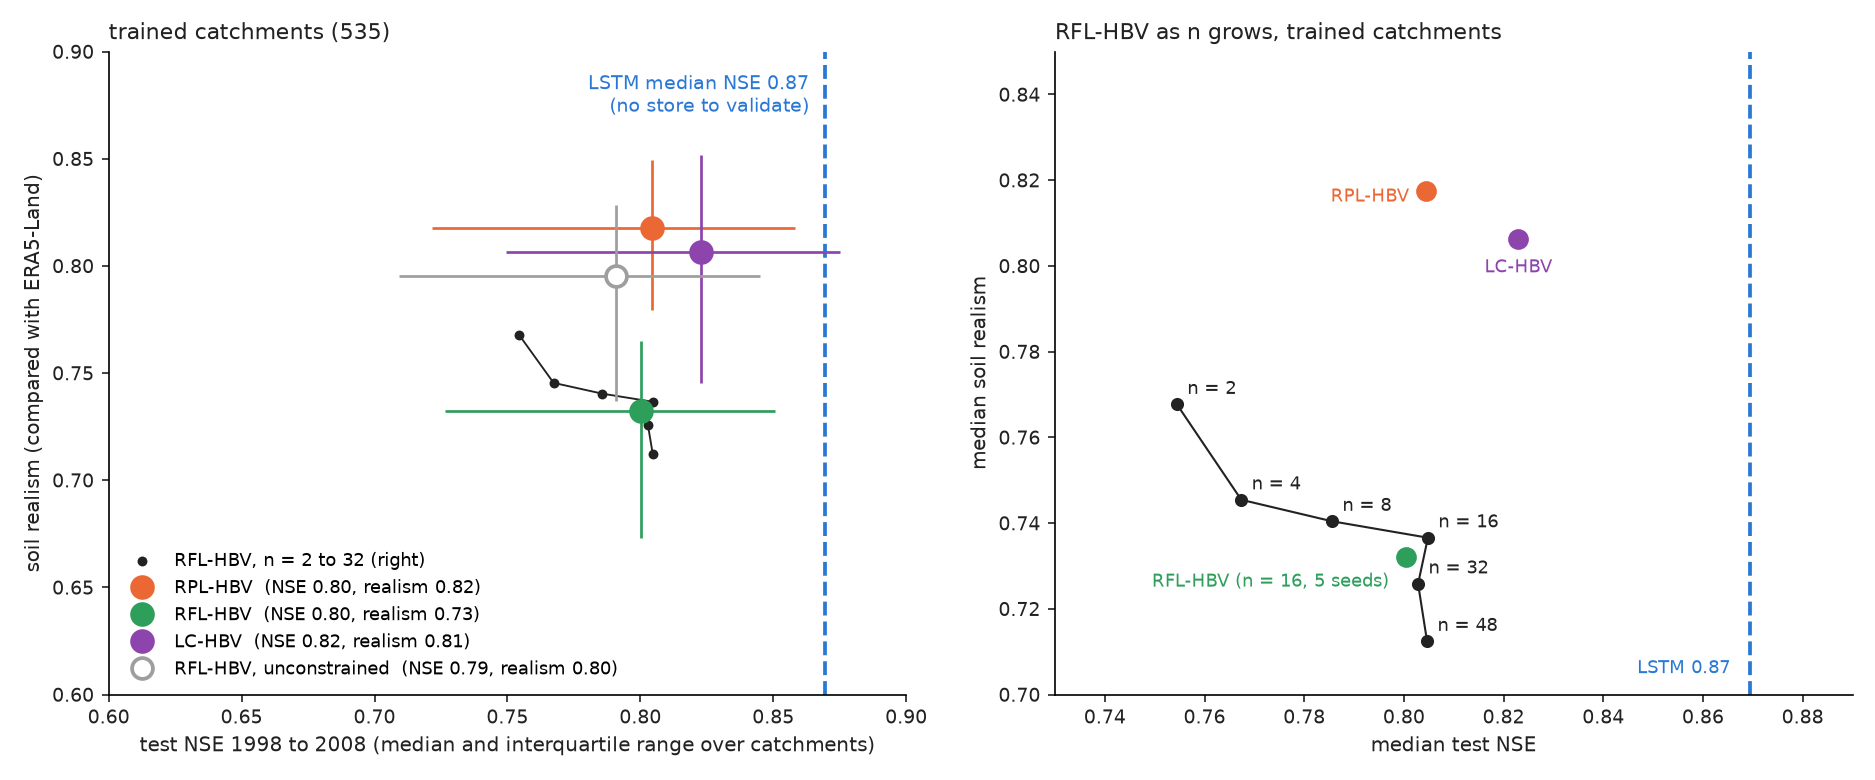 trained catchments (535)
0.90
0.85
0.80
0.75
0.70
0.65
0.60
soil realism (compared with ERA5-Land)
LSTM median NSE 0.87
(no store to validate)
RFL-HBV, n = 2 to 32 (right)
RPL-HBV (NSE 0.80, realism 0.82)
RFL-HBV (NSE 0.80, realism 0.73)
LC-HBV (NSE 0.82, realism 0.81)
RFL-HBV, unconstrained (NSE 0.79, realism 0.80)
0.60 0.65 0.70 0.75 0.80 0.85 0.90
test NSE 1998 to 2008 (median and interquartile range over catchments)
RFL-HBV as n grows, trained catchments
0.84
0.82
0.80
0.78
0.76
0.74
0.72
0.70
median soil realism
RPL-HBV
LC-HBV
n = 2
n = 4
n = 8
n = 16
n = 32
RFL-HBV (n = 16, 5 seeds)
n = 48
LSTM 0.87
0.74 0.76 0.78 0.80 0.82 0.84 0.86 0.88
median test NSE